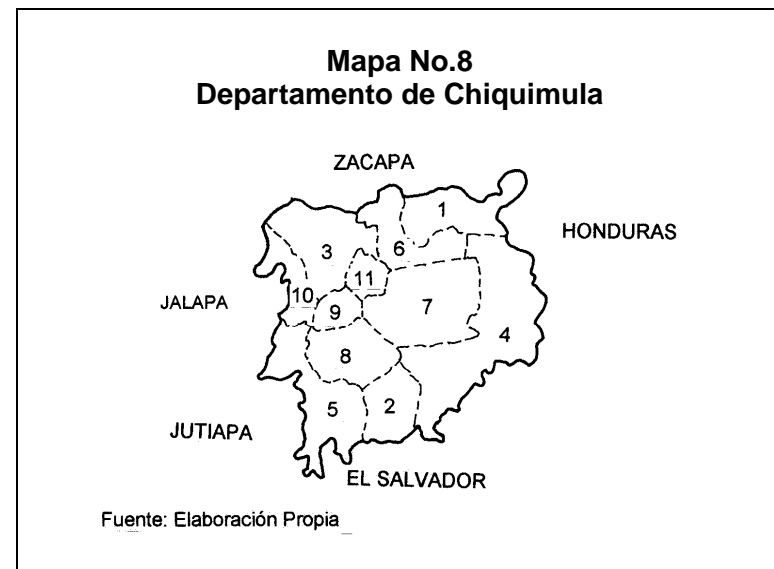 Mapa No.8
Departamento de Chiquimula
ZACAPA
1
HONDURAS
6
3
11
10
JALAPA
7
9
4
8
5
2
JUTIAPA
EL SALVADOR
Fuente: Elaboración Propia